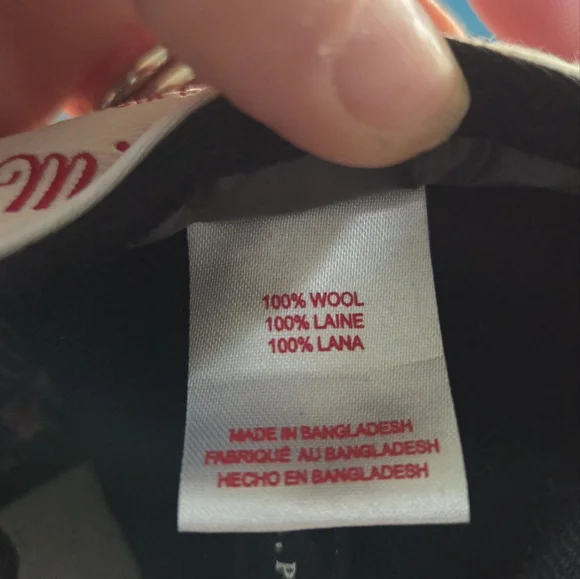 100% WOOL
100% LAINE
100% LANA
MADE IN BANGLADESH
FABRIQUÉ AU BANGLADESH
HECHO EN BANGLADESH